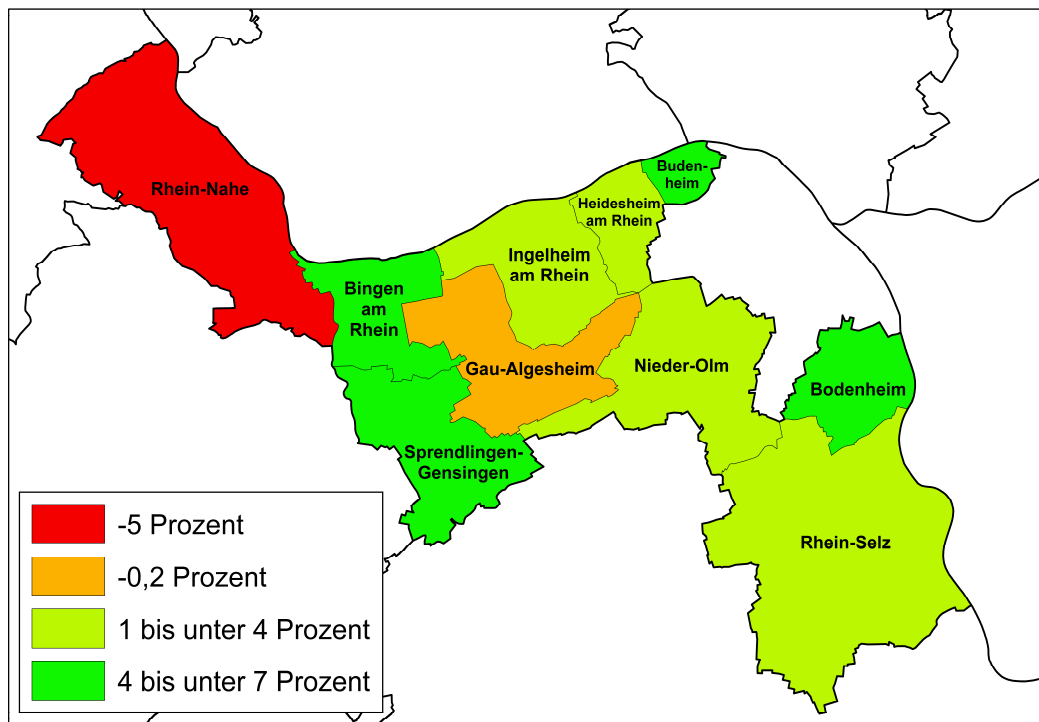 Rhein-Nahe
Buden-
heim
Heidesheim
am Rhein
Ingelheim
am Rhein
Bingen
am
Rhein
Gau-Algesheim
Nieder-Olm
Bodenheim
Sprendlingen-
Gensingen
Rhein-Selz
-5 Prozent
-0,2 Prozent
1 bis unter 4 Prozent
4 bis unter 7 Prozent